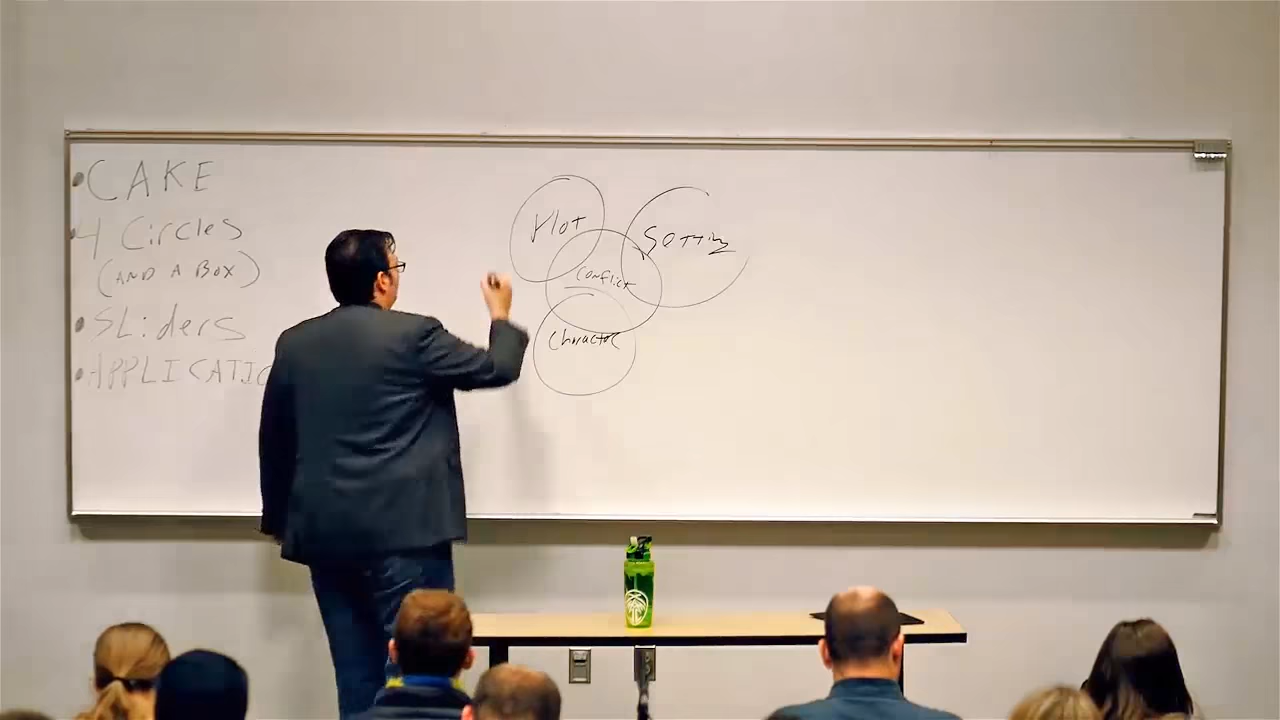 CAKE
4 Circles
(AND A BOX)
SLiders
APPLICATIO
Plot
Setting
Conflict
Character